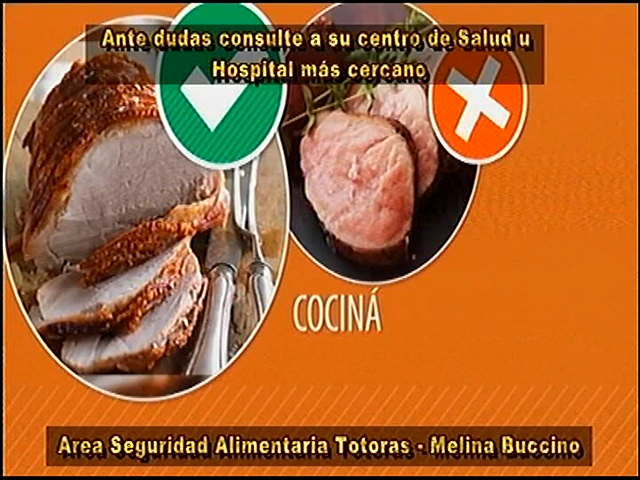 Ante dudas consulte a su centro de Salud u
Hospital más cercano
COCINÁ
Area Seguridad Alimentaria Totoras - Melina Buccino